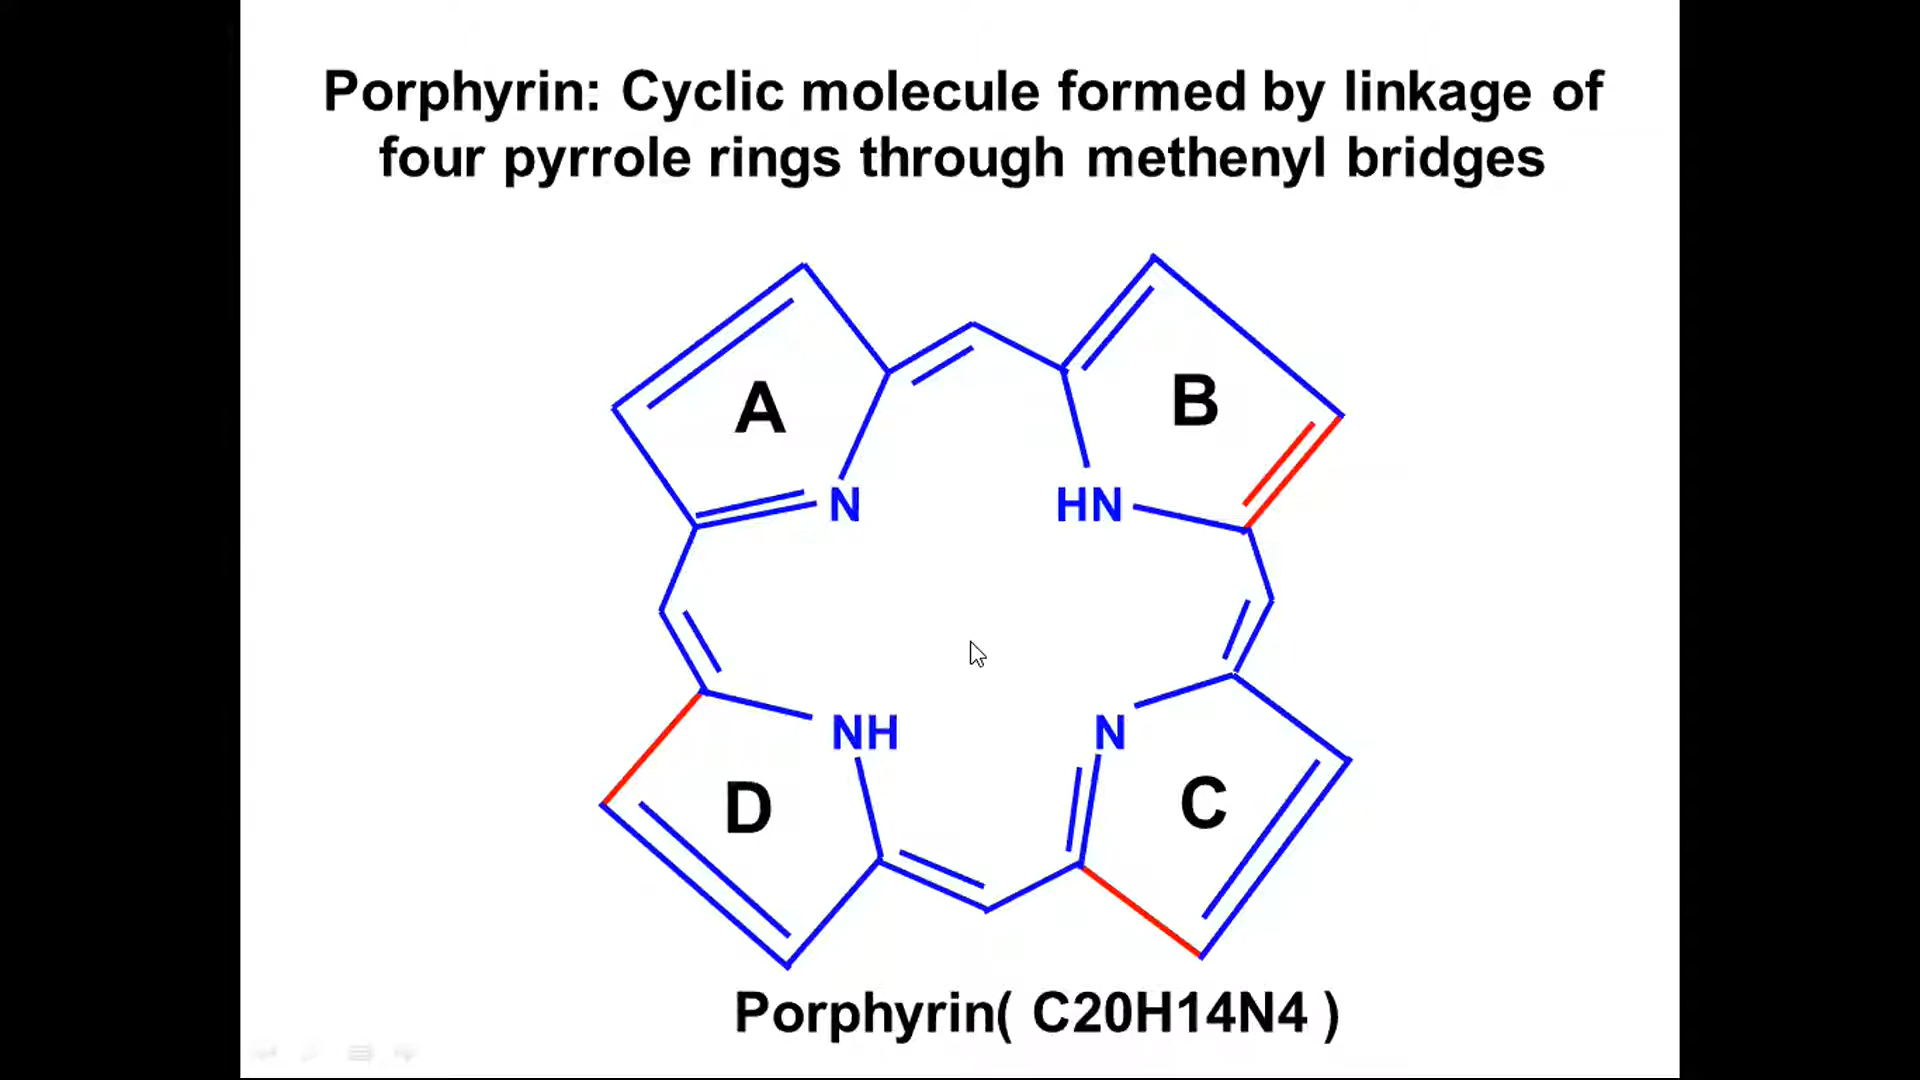 Porphyrin: Cyclic molecule formed by linkage of
four pyrrole rings through methenyl bridges
A
B
N
HN
NH
N
D
C
Porphyrin( C20H14N4 )